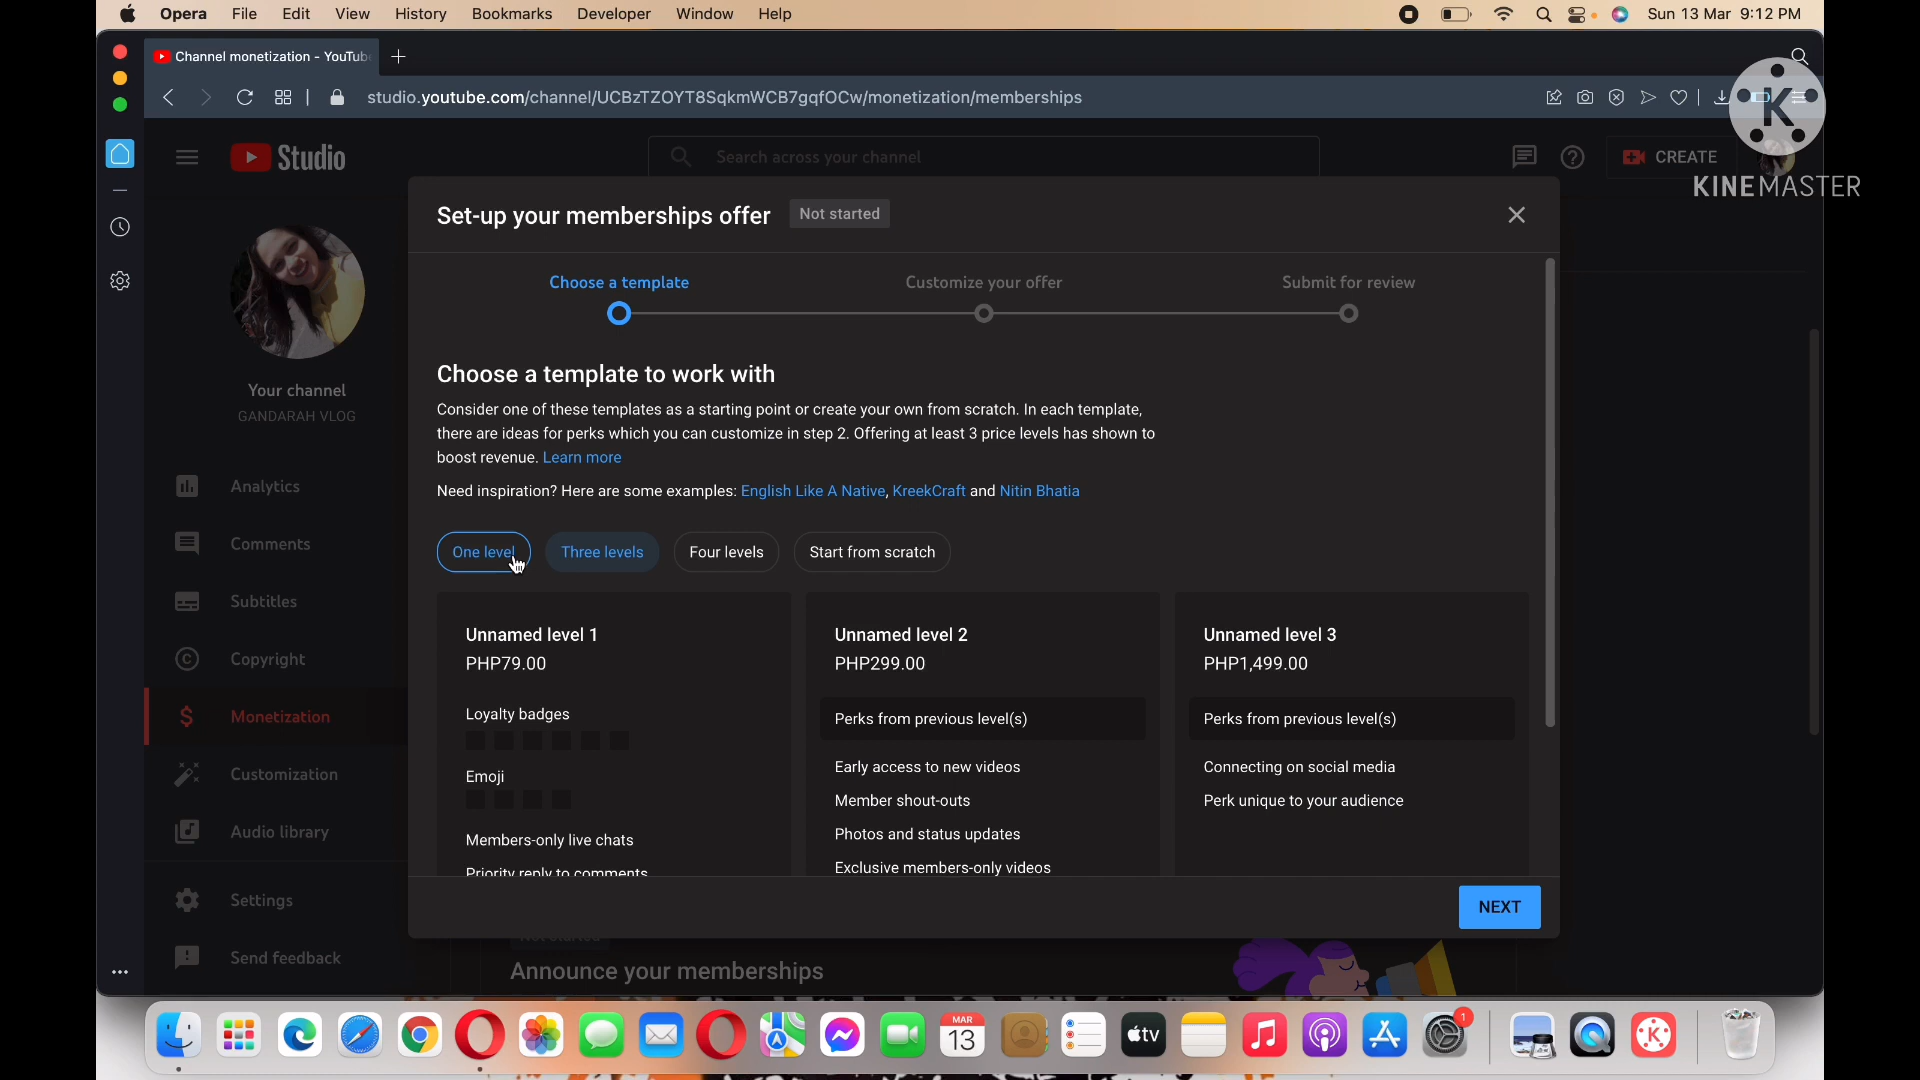 Opera File Edit View History Bookmarks Developer Window Help Sun 13 Mar 9:12 PM
Channel monetization - YouTube
studio.youtube.com/channel/UCBzTZOYT8SqkmWCB7gqfOCw/monetization/memberships
Studio
Search across your channel
CREATE
K
KINEMASTER
Set-up your memberships offer
Not started
Choose a template
Customize your offer
Submit for review
Choose a template to work with
Consider one of these templates as a starting point or create your own from scratch. In each template,
there are ideas for perks which you can customize in step 2. Offering at least 3 price levels has shown to
boost revenue. Learn more
Need inspiration? Here are some examples: English Like A Native, KreekCraft and Nitin Bhatia
One level
Three levels
Four levels
Start from scratch
Unnamed level 1
PHP79.00
Loyalty badges
Emoji
Members-only live chats
Priority reply to comments
Unnamed level 2
PHP299.00
Perks from previous level(s)
Early access to new videos
Member shout-outs
Photos and status updates
Exclusive members-only videos
Unnamed level 3
PHP1,499.00
Perks from previous level(s)
Connecting on social media
Perk unique to your audience
NEXT
Your channel
GANDARAH VLOG
Analytics
Comments
Subtitles
Copyright
Monetization
Customization
Audio library
Settings
Send feedback
Not started
Announce your memberships
MAR
13
tv
1
K